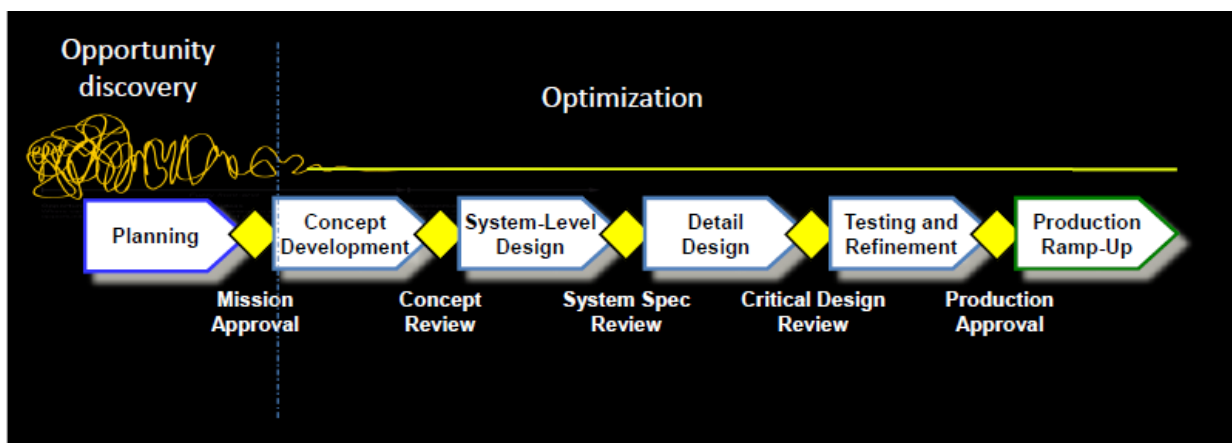 Opportunity
discovery
Optimization
Planning
Concept
Development
System-Level
Design
Detail
Design
Testing and
Refinement
Production
Ramp-Up
Mission
Approval
Concept
Review
System Spec
Review
Critical Design
Review
Production
Approval